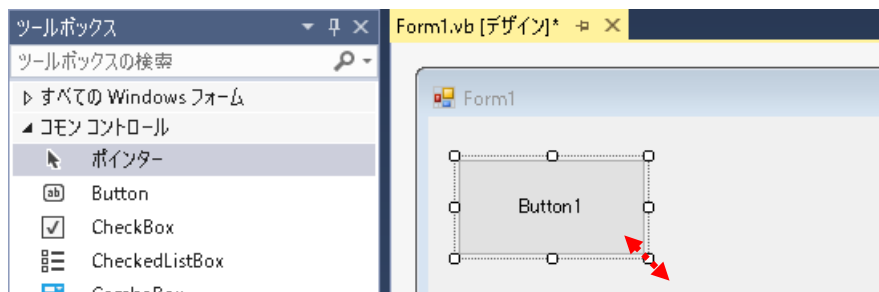 ツールボックス
ツールボックスの検索
すべての Windows フォーム
コモン コントロール
ポインター
Button
CheckBox
CheckedListBox
Form1.vb [デザイン]*
Form1
Button1